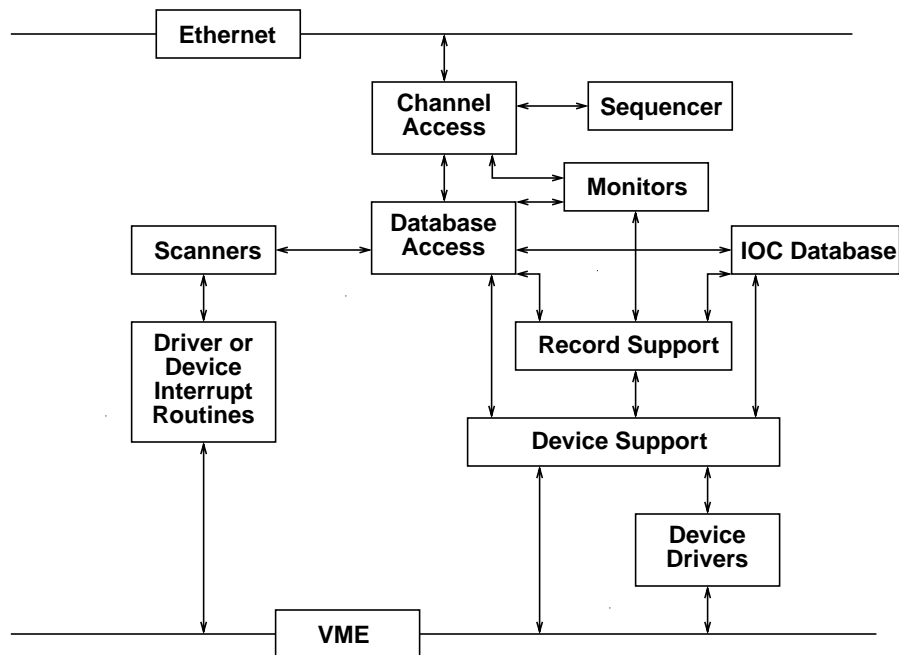 Ethernet
Channel
Access
Sequencer
Monitors
Database
Access
Scanners
IOC Database
Driver or
Device
Interrupt
Routines
Record Support
Device Support
Device
Drivers
VME